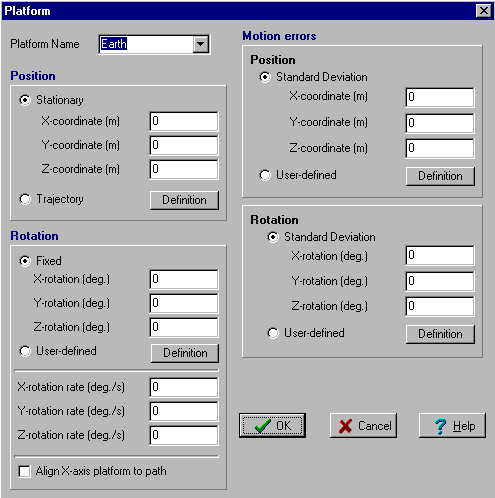 Platform
Platform Name Earth
Position
Stationary
X-coordinate (m) 0
Y-coordinate (m) 0
Z-coordinate (m) 0
Trajectory Definition
Rotation
Fixed
X-rotation (deg.) 0
Y-rotation (deg.) 0
Z-rotation (deg.) 0
User-defined Definition
X-rotation rate (deg./s) 0
Y-rotation rate (deg./s) 0
Z-rotation rate (deg./s) 0
Align X-axis platform to path
Motion errors
Position
Standard Deviation
X-coordinate (m) 0
Y-coordinate (m) 0
Z-coordinate (m) 0
User-defined Definition
Rotation
Standard Deviation
X-rotation (deg.) 0
Y-rotation (deg.) 0
Z-rotation (deg.) 0
User-defined Definition
OK Cancel Help